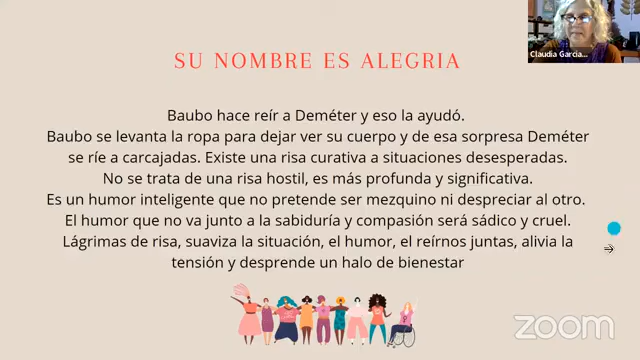 Claudia Garcia...
SU NOMBRE ES ALEGRIA
Baubo hace reír a Deméter y eso la ayudó.
Baubo se levanta la ropa para dejar ver su cuerpo y de esa sorpresa Deméter
se ríe a carcajadas. Existe una risa curativa a situaciones desesperadas.
No se trata de una risa hostil, es más profunda y significativa.
Es un humor inteligente que no pretende ser mezquino ni despreciar al otro.
El humor que no va junto a la sabiduría y compasión será sádico y cruel.
Lágrimas de risa, suaviza la situación, el humor, el reírnos juntas, alivia la
tensión y desprende un halo de bienestar
zoom